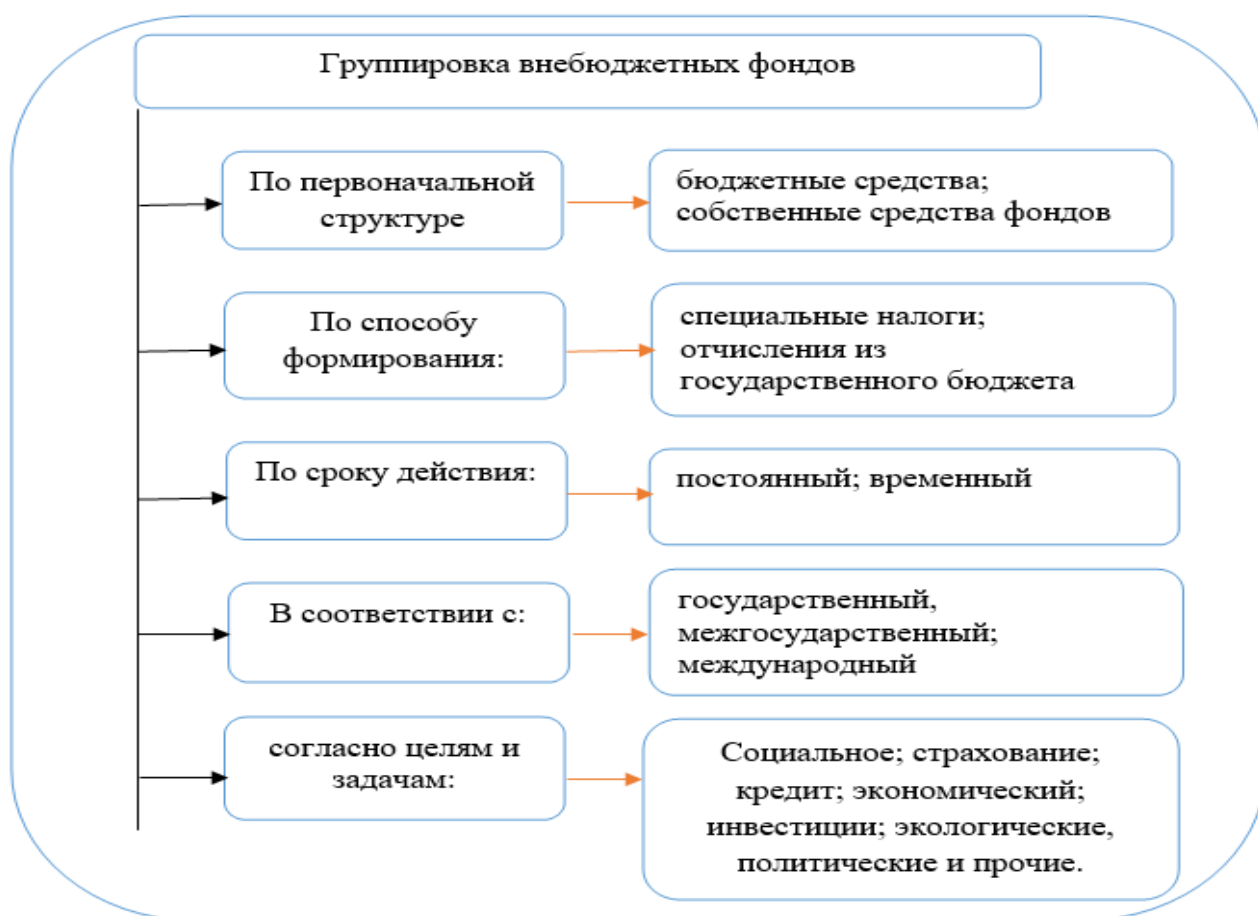 Группировка внебюджетных фондов
По первоначальной
структуре
бюджетные средства;
собственные средства фондов
По способу
формирования:
специальные налоги;
отчисления из
государственного бюджета
По сроку действия:
постоянный; временный
В соответствии с:
государственный,
межгосударственный;
международный
согласно целям и
задачам:
Социальное; страхование;
кредит; экономический;
инвестиции; экологические,
политические и прочие.